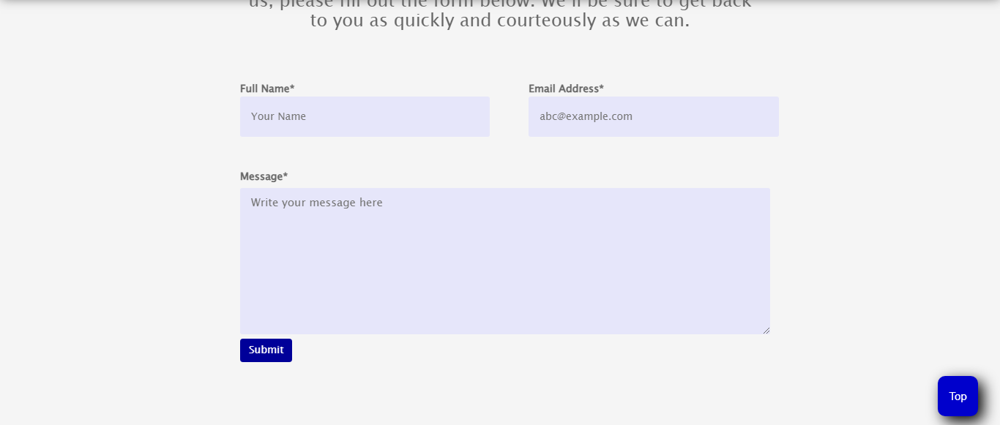 us, please fill out the form below. We'll be sure to get back
to you as quickly and courteously as we can.
Full Name*
Email Address*
Your Name
abc@example.com
Message*
Write your message here
Submit
Top